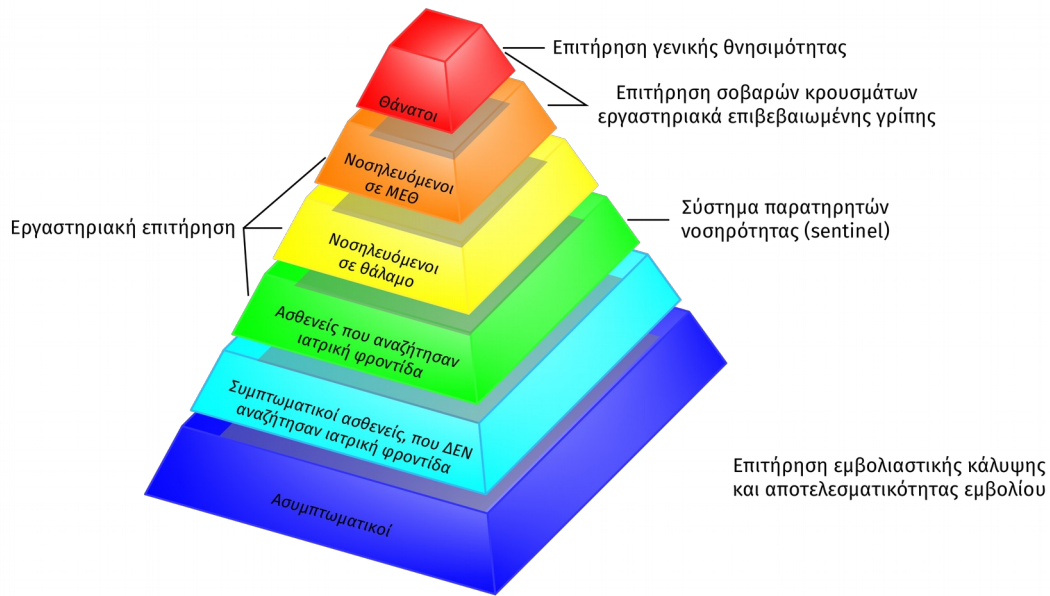 Επιτήρηση γενικής θνησιμότητας
Θάνατοι
Επιτήρηση σοβαρών κρουσμάτων
εργαστηριακά επιβεβαιωμένης γρίπης
Νοσηλευόμενοι
σε ΜΕΘ
Εργαστηριακή επιτήρηση
Σύστημα παρατηρητών
νοσηρότητας (sentinel)
Νοσηλευόμενοι
σε θάλαμο
Ασθενείς που αναζήτησαν
ιατρική φροντίδα
Συμπτωματικοί ασθενείς, που ΔΕΝ
αναζήτησαν ιατρική φροντίδα
Επιτήρηση εμβολιαστικής κάλυψης
και αποτελεσματικότητας εμβολίου
Ασυμπτωματικοί